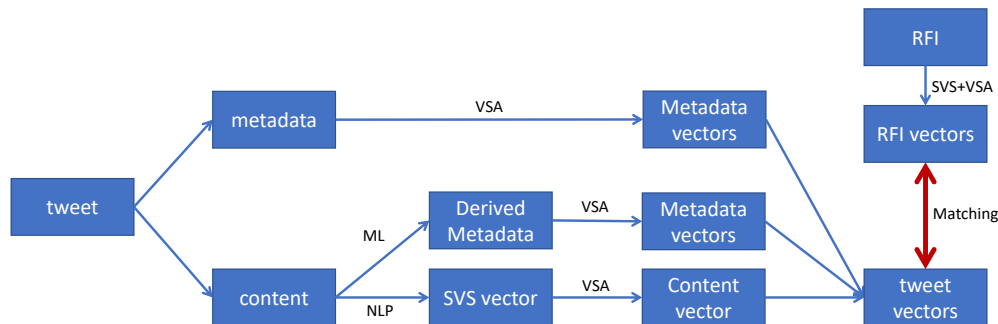 RFI
SVS+VSA
metadata
VSA
Metadata
vectors
RFI vectors
tweet
Derived
Metadata
VSA
Metadata
vectors
Matching
ML
content
NLP
SVS vector
VSA
Content
vector
tweet
vectors